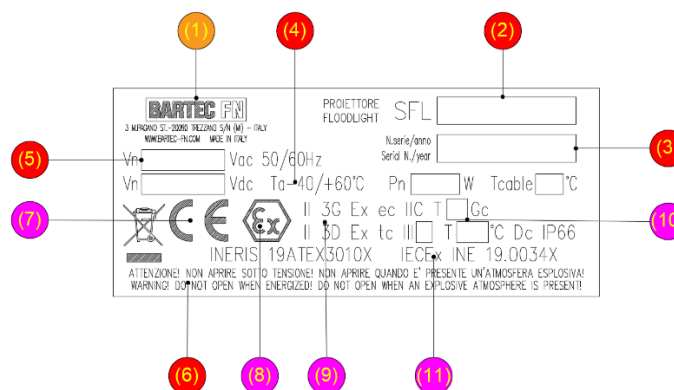 (1)
(4)
(2)
BARTEC FN
PROIETTORE
FLOODLIGHT SFL
3 M.PAGANO ST.-20090 TREZZANO S/N (MI) - ITALY
WWW.BARTEC-FN.COM MADE IN ITALY
N.serie/anno
Serial N./year
(3)
(5)
Vn Vac 50/60Hz
Vn Vdc Ta-40/+60°C Pn W Tcable °C
(7)
CE Ex II 3G Ex ec IIC T Gc
(10)
II 3D Ex tc III T °C Dc IP66
INERIS 19ATEX3010X IECEx INE 19.0034X
ATTENZIONE! NON APRIRE SOTTO TENSIONE! NON APRIRE QUANDO E' PRESENTE UN'ATMOSFERA ESPLOSIVA!
WARNING! DO NOT OPEN WHEN ENERGIZED! DO NOT OPEN WHEN AN EXPLOSIVE ATMOSPHERE IS PRESENT!
(6)
(8)
(9)
(11)